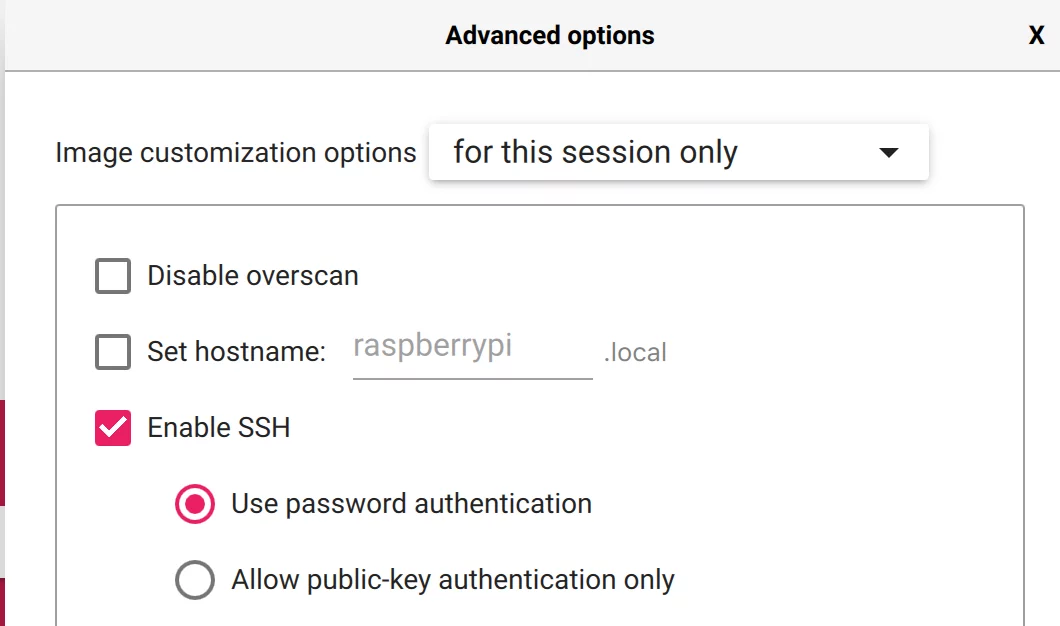 Advanced options X
Image customization options for this session only
Disable overscan
Set hostname: raspberrypi .local
Enable SSH
Use password authentication
Allow public-key authentication only